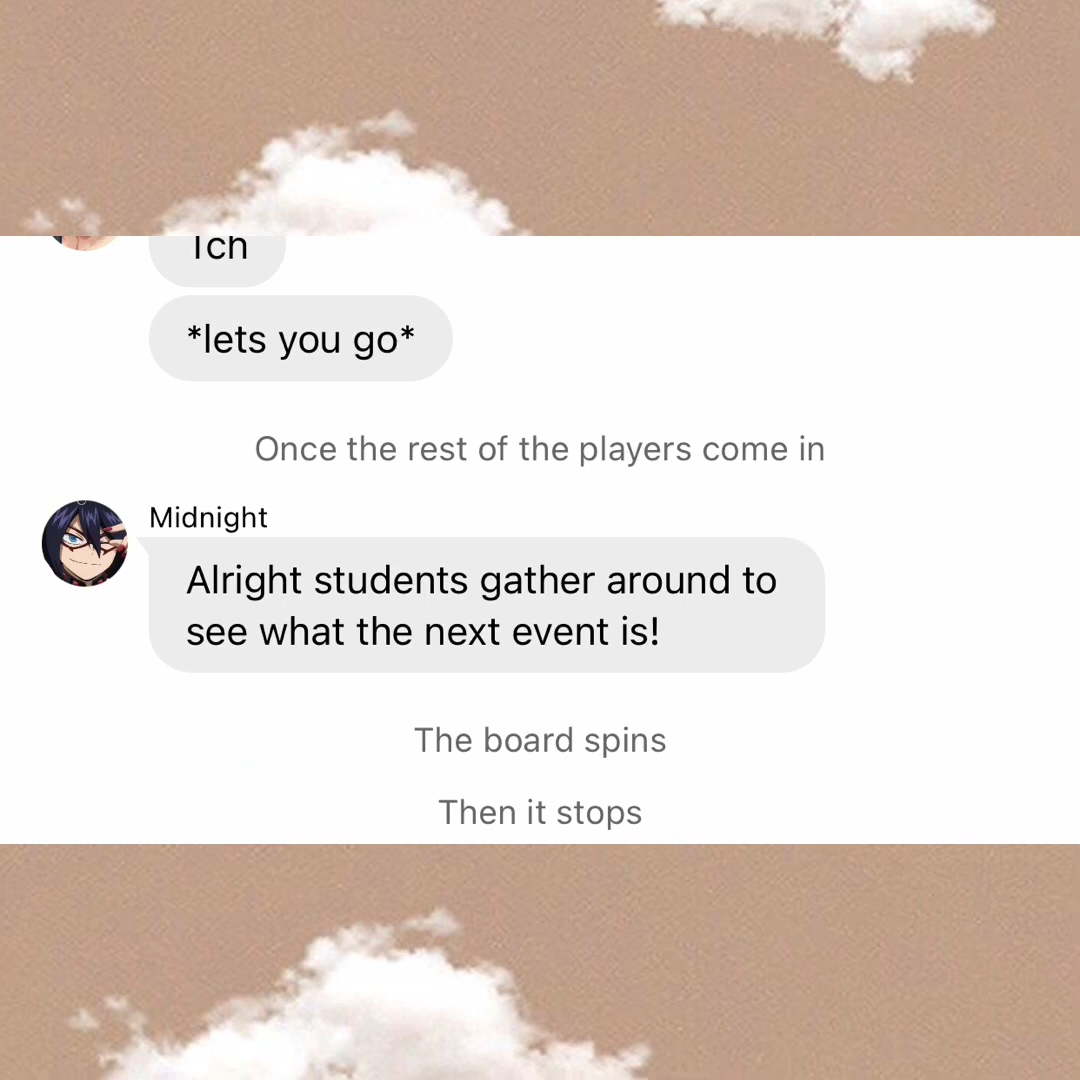 Tch
*lets you go*
Once the rest of the players come in
Midnight
Alright students gather around to
see what the next event is!
The board spins
Then it stops